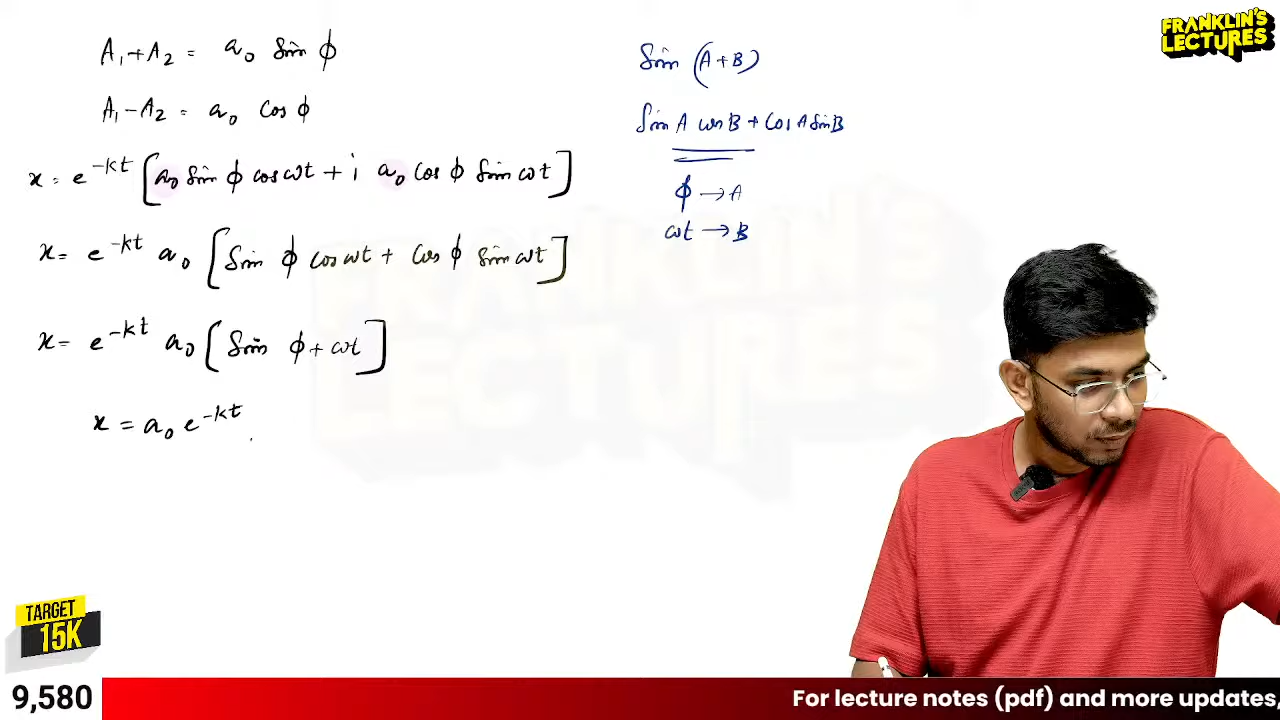 A₁+A₂ = a₀ Sin ϕ
A₁-A₂ = a₀ Cos ϕ
x = e^-kt [a₀ Sin ϕ cos ωt + i a₀ Cos ϕ Sin ωt]
x = e^-kt a₀ [Sin ϕ cos ωt + Cos ϕ Sin ωt]
x = e^-kt a₀ [Sin ϕ + ωt]
x = a₀ e^-kt
Sin (A+B)
Sin A cos B + Cos A Sin B
ϕ → A
ωt → B
FRANKLIN'S
LECTURES
FRANKLIN'S
LECTURES
TARGET
15K
9,580
For lecture notes (pdf) and more updates,